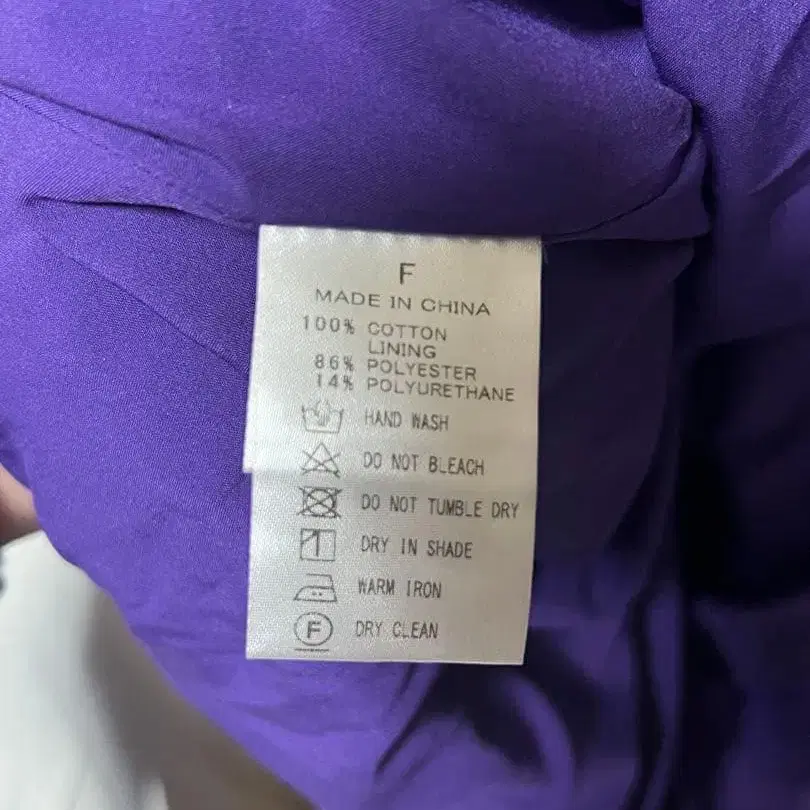 F
MADE IN CHINA
100% COTTON
LINING
86% POLYESTER
14% POLYURETHANE
HAND WASH
DO NOT BLEACH
DO NOT TUMBLE DRY
DRY IN SHADE
WARM IRON
F DRY CLEAN